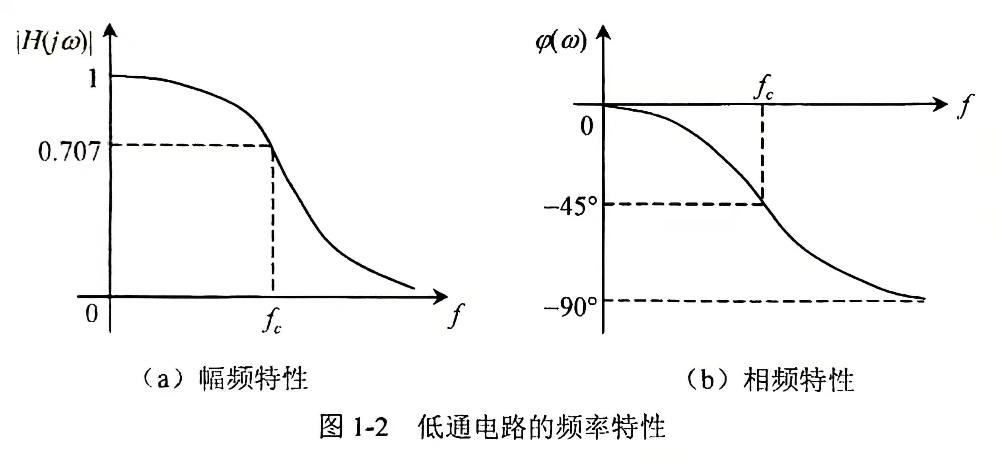 |H(jω)|
1
0.707
0
f_c
f
(a) 幅频特性
φ(ω)
f_c
f
0
−45°
−90°
(b) 相频特性
图 1-2 低通电路的频率特性